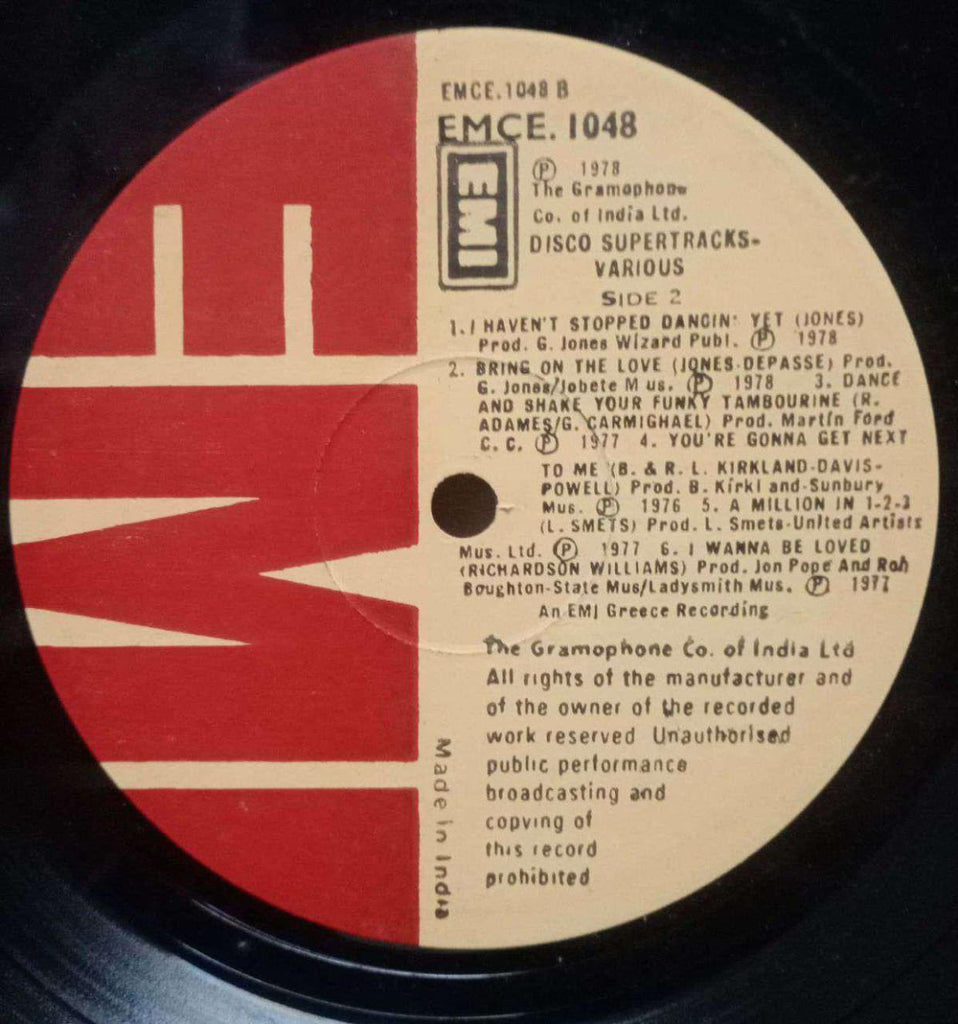 EMCE.1048 B
EMCE. 1048
EMI
Ⓟ 1978
The Gramophone
Co. of India Ltd.
DISCO SUPERTRACKS-
VARIOUS
SIDE 2
1. I HAVEN'T STOPPED DANCIN' YET (JONES)
Prod. G. Jones Wizard Publ. Ⓟ 1978
2. BRING ON THE LOVE (JONES-DEPASSE) Prod.
G. Jones/Jobete Mus. Ⓟ 1978 3. DANCE
AND SHAKE YOUR FUNKY TAMBOURINE (R.
ADAMES/G. CARMIGHAEL) Prod. Martin Ford
C. C. Ⓟ 1977 4. YOU'RE GONNA GET NEXT
TO ME (B. & R. L. KIRKLAND-DAVIS-
POWELL) Prod. B. Kirkl and-Sunbury
Mus. Ⓟ 1976 5. A MILLION IN 1-2-3
(L. SMETS) Prod. L. Smets-United Artists
Mus. Ltd. Ⓟ 1977 6. I WANNA BE LOVED
(RICHARDSON WILLIAMS) Prod. Jon Pope And Roh
Boughton-State Mus/Ladysmith Mus. Ⓟ 1977
An EMI Greece Recording
The Gramophone Co. of India Ltd
All rights of the manufacturer and
of the owner of the recorded
work reserved Unauthorised
public performance
broadcasting and
copying of
this record
prohibited
Made in India
EMI